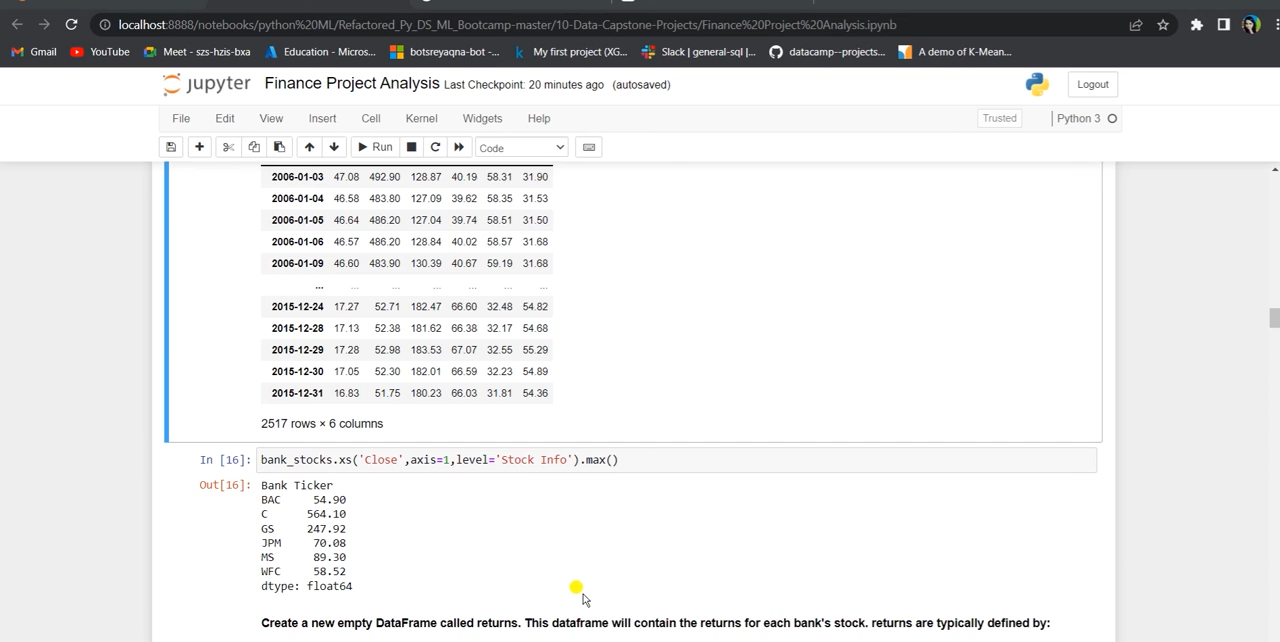 localhost:8888/notebooks/python%20ML/Refactored_Py_DS_ML_Bootcamp-master/10-Data-Capstone-Projects/Finance%20Project%20Analysis.ipynb
Gmail YouTube Meet - szs-hzis-bxa Education - Micros... botsreyaqna-bot -... My first project (XG... Slack | general-sql |... datacamp--projects... A demo of K-Mean...
jupyter Finance Project Analysis Last Checkpoint: 20 minutes ago (autosaved) Logout
File Edit View Insert Cell Kernel Widgets Help Trusted Python 3
Run Code
2006-01-03 47.08 492.90 128.87 40.19 58.31 31.90
2006-01-04 46.58 483.80 127.09 39.62 58.35 31.53
2006-01-05 46.64 486.20 127.04 39.74 58.51 31.50
2006-01-06 46.57 486.20 128.84 40.02 58.57 31.68
2006-01-09 46.60 483.90 130.39 40.67 59.19 31.68
... ... ... ... ... ... ...
2015-12-24 17.27 52.71 182.47 66.60 32.48 54.82
2015-12-28 17.13 52.38 181.62 66.38 32.17 54.68
2015-12-29 17.28 52.98 183.53 67.07 32.55 55.29
2015-12-30 17.05 52.30 182.01 66.59 32.23 54.89
2015-12-31 16.83 51.75 180.23 66.03 31.81 54.36
2517 rows × 6 columns
In [16]: bank_stocks.xs('Close',axis=1,level='Stock Info').max()
Out[16]: Bank Ticker
BAC 54.90
C 564.10
GS 247.92
JPM 70.08
MS 89.30
WFC 58.52
dtype: float64
Create a new empty DataFrame called returns. This dataframe will contain the returns for each bank's stock. returns are typically defined by: